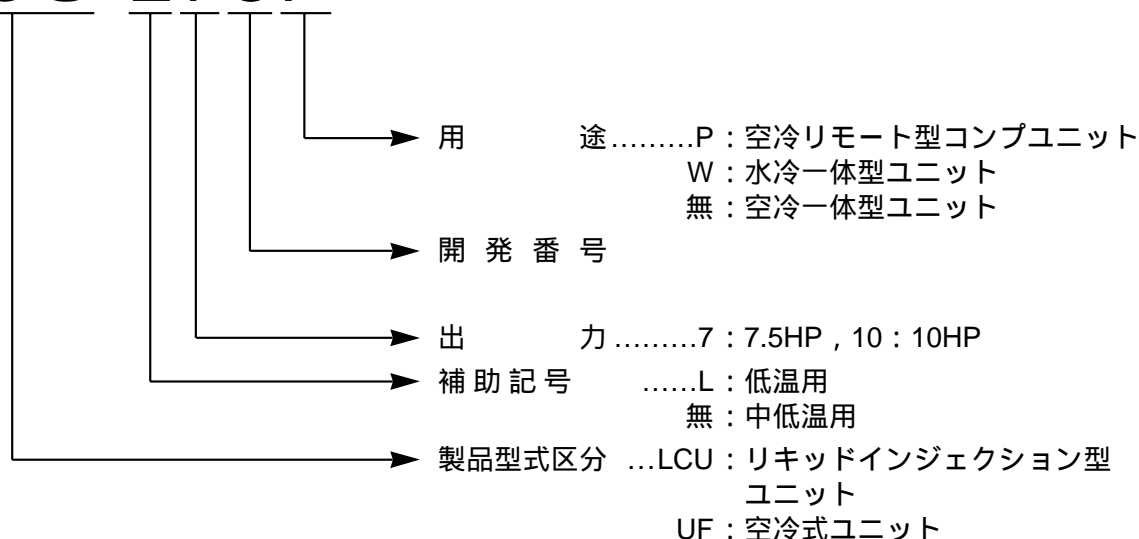 用　　　途………P：空冷リモート型コンプユニット
W：水冷一体型ユニット
無：空冷一体型ユニット
開 発 番 号
出　　　力………7：7.5HP，10：10HP
補 助 記 号　……L：低温用
無：中低温用
製品型式区分　…LCU：リキッドインジェクション型
ユニット
UF：空冷式ユニット